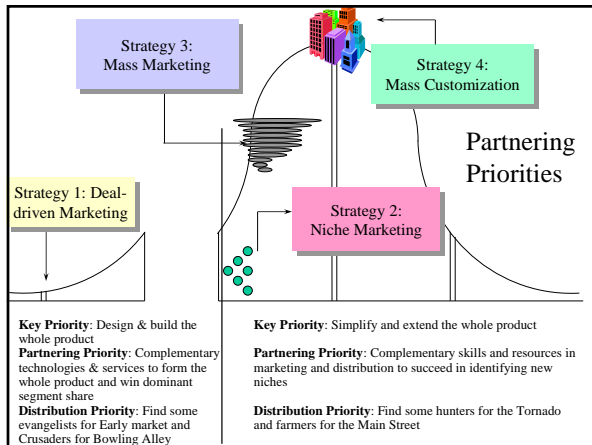 Strategy 3:
Mass Marketing
Strategy 4:
Mass Customization
Partnering
Priorities
Strategy 1: Deal-
driven Marketing
Strategy 2:
Niche Marketing
Key Priority: Design & build the
whole product
Partnering Priority: Complementary
technologies & services to form the
whole product and win dominant
segment share
Distribution Priority: Find some
evangelists for Early market and
Crusaders for Bowling Alley
Key Priority: Simplify and extend the whole product
Partnering Priority: Complementary skills and resources in
marketing and distribution to succeed in identifying new
niches
Distribution Priority: Find some hunters for the Tornado
and farmers for the Main Street